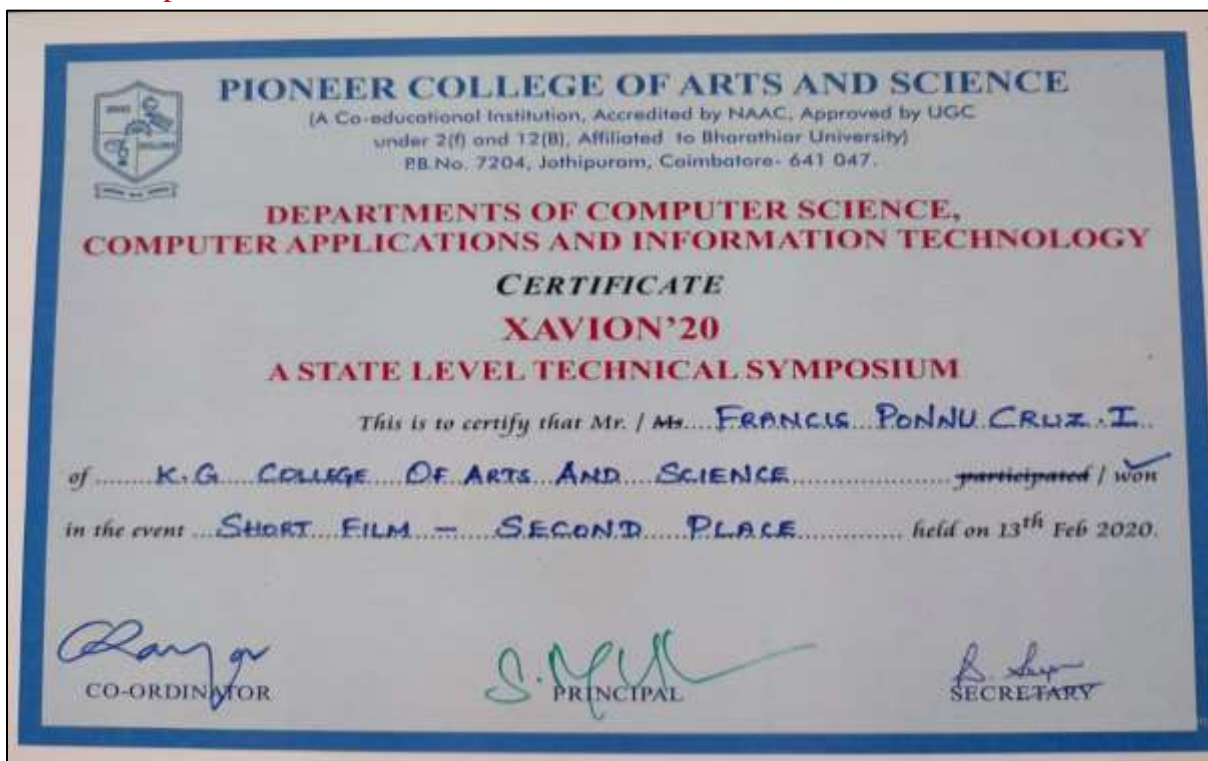 PIONEER COLLEGE OF ARTS AND SCIENCE
(A Co-educational Institution, Accredited by NAAC, Approved by UGC
under 2(f) and 12(B), Affiliated to Bharathiar University)
P.B.No. 7204, Jothipuram, Coimbatore- 641 047.
DEPARTMENTS OF COMPUTER SCIENCE,
COMPUTER APPLICATIONS AND INFORMATION TECHNOLOGY
CERTIFICATE
XAVION'20
A STATE LEVEL TECHNICAL SYMPOSIUM
This is to certify that Mr. / Ms.... FRANCIS PONNU CRUZ . I
of ........ K.G COLLEGE OF ARTS AND SCIENCE .................... participated / won
in the event ... SHORT FILM - SECOND PLACE ............ held on 13th Feb 2020.
CO-ORDINATOR PRINCIPAL SECRETARY